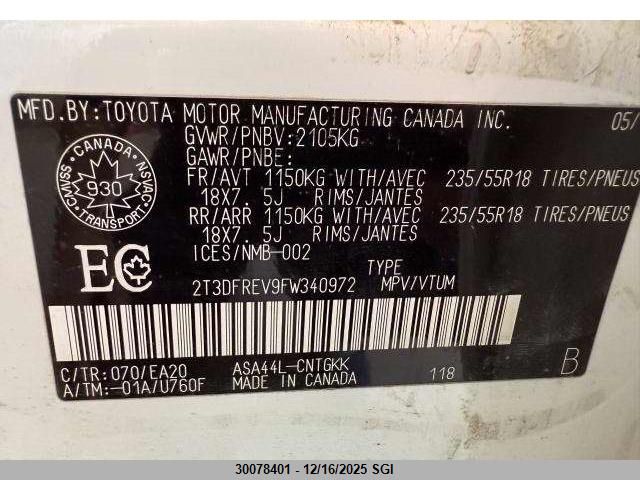 MFD.BY:TOYOTA MOTOR MANUFACTURING CANADA INC. 05/
GVWR/PNBV:2105KG
GAWR/PNBE:
FR/AVT 1150KG WITH/AVEC 235/55R18 TIRES/PNEUS
18X7.5J RIMS/JANTES
RR/ARR 1150KG WITH/AVEC 235/55R18 TIRES/PNEUS
18X7.5J RIMS/JANTES
ICES/NMB-002
CANADA
CMVSS NSVAC
930
TRANSPORT
EC
TYPE
2T3DFREV9FW340972 MPV/VTUM
C/TR:070/EA20 ASA44L-CNTGKK
A/TM:-01A/U760F MADE IN CANADA 118 B
30078401 - 12/16/2025 SGI